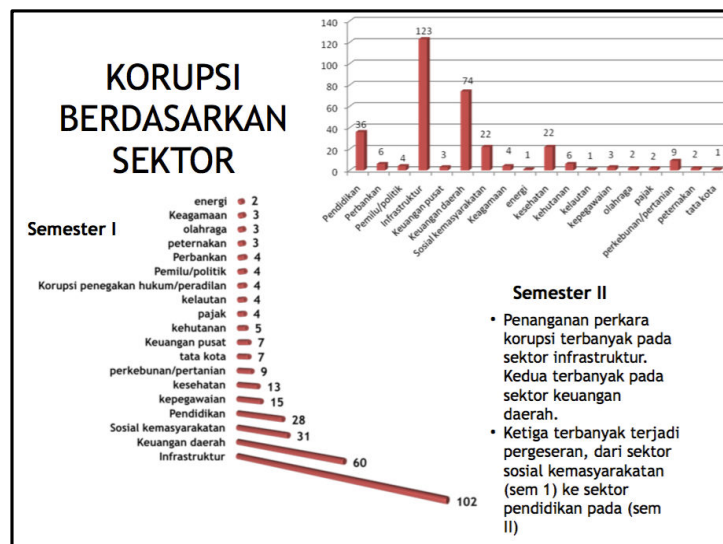 KORUPSI
BERDASARKAN
SEKTOR
140
120
100
80
60
40
20
0
36
6
4
123
3
74
22
4
1
22
6
1
3
2
2
9
2
1
Pendidikan
Perbankan
Pemilu/politik
Infrastruktur
Keuangan pusat
Keuangan daerah
Sosial kemasyarakatan
Keagamaan
energi
kesehatan
kehutanan
kelautan
kepegawaian
olahraga
pajak
perkebunan/pertanian
peternakan
tata kota
Semester I
energi 2
Keagamaan 3
olahraga 3
peternakan 3
Perbankan 4
Pemilu/politik 4
Korupsi penegakan hukum/peradilan 4
kelautan 4
pajak 4
kehutanan 5
Keuangan pusat 7
tata kota 7
perkebunan/pertanian 9
kesehatan 13
kepegawaian 15
Pendidikan 28
Sosial kemasyarakatan 31
Keuangan daerah 60
Infrastruktur 102
Semester II
• Penanganan perkara
korupsi terbanyak pada
sektor infrastruktur.
Kedua terbanyak pada
sektor keuangan
daerah.
• Ketiga terbanyak terjadi
pergeseran, dari sektor
sosial kemasyarakatan
(sem 1) ke sektor
pendidikan pada (sem
II)